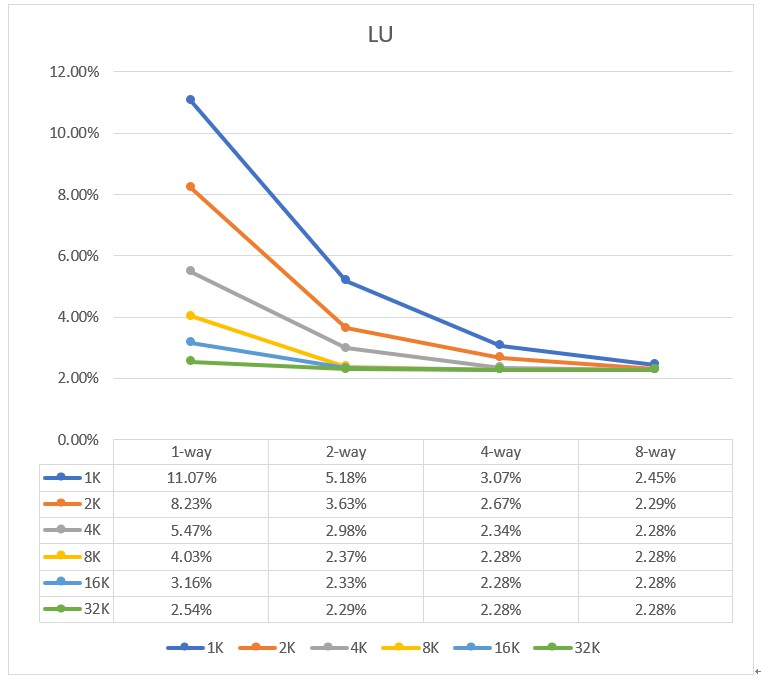 LU
12.00%
10.00%
8.00%
6.00%
4.00%
2.00%
0.00%
1-way 2-way 4-way 8-way
1K 11.07% 5.18% 3.07% 2.45%
2K 8.23% 3.63% 2.67% 2.29%
4K 5.47% 2.98% 2.34% 2.28%
8K 4.03% 2.37% 2.28% 2.28%
16K 3.16% 2.33% 2.28% 2.28%
32K 2.54% 2.29% 2.28% 2.28%
1K 2K 4K 8K 16K 32K